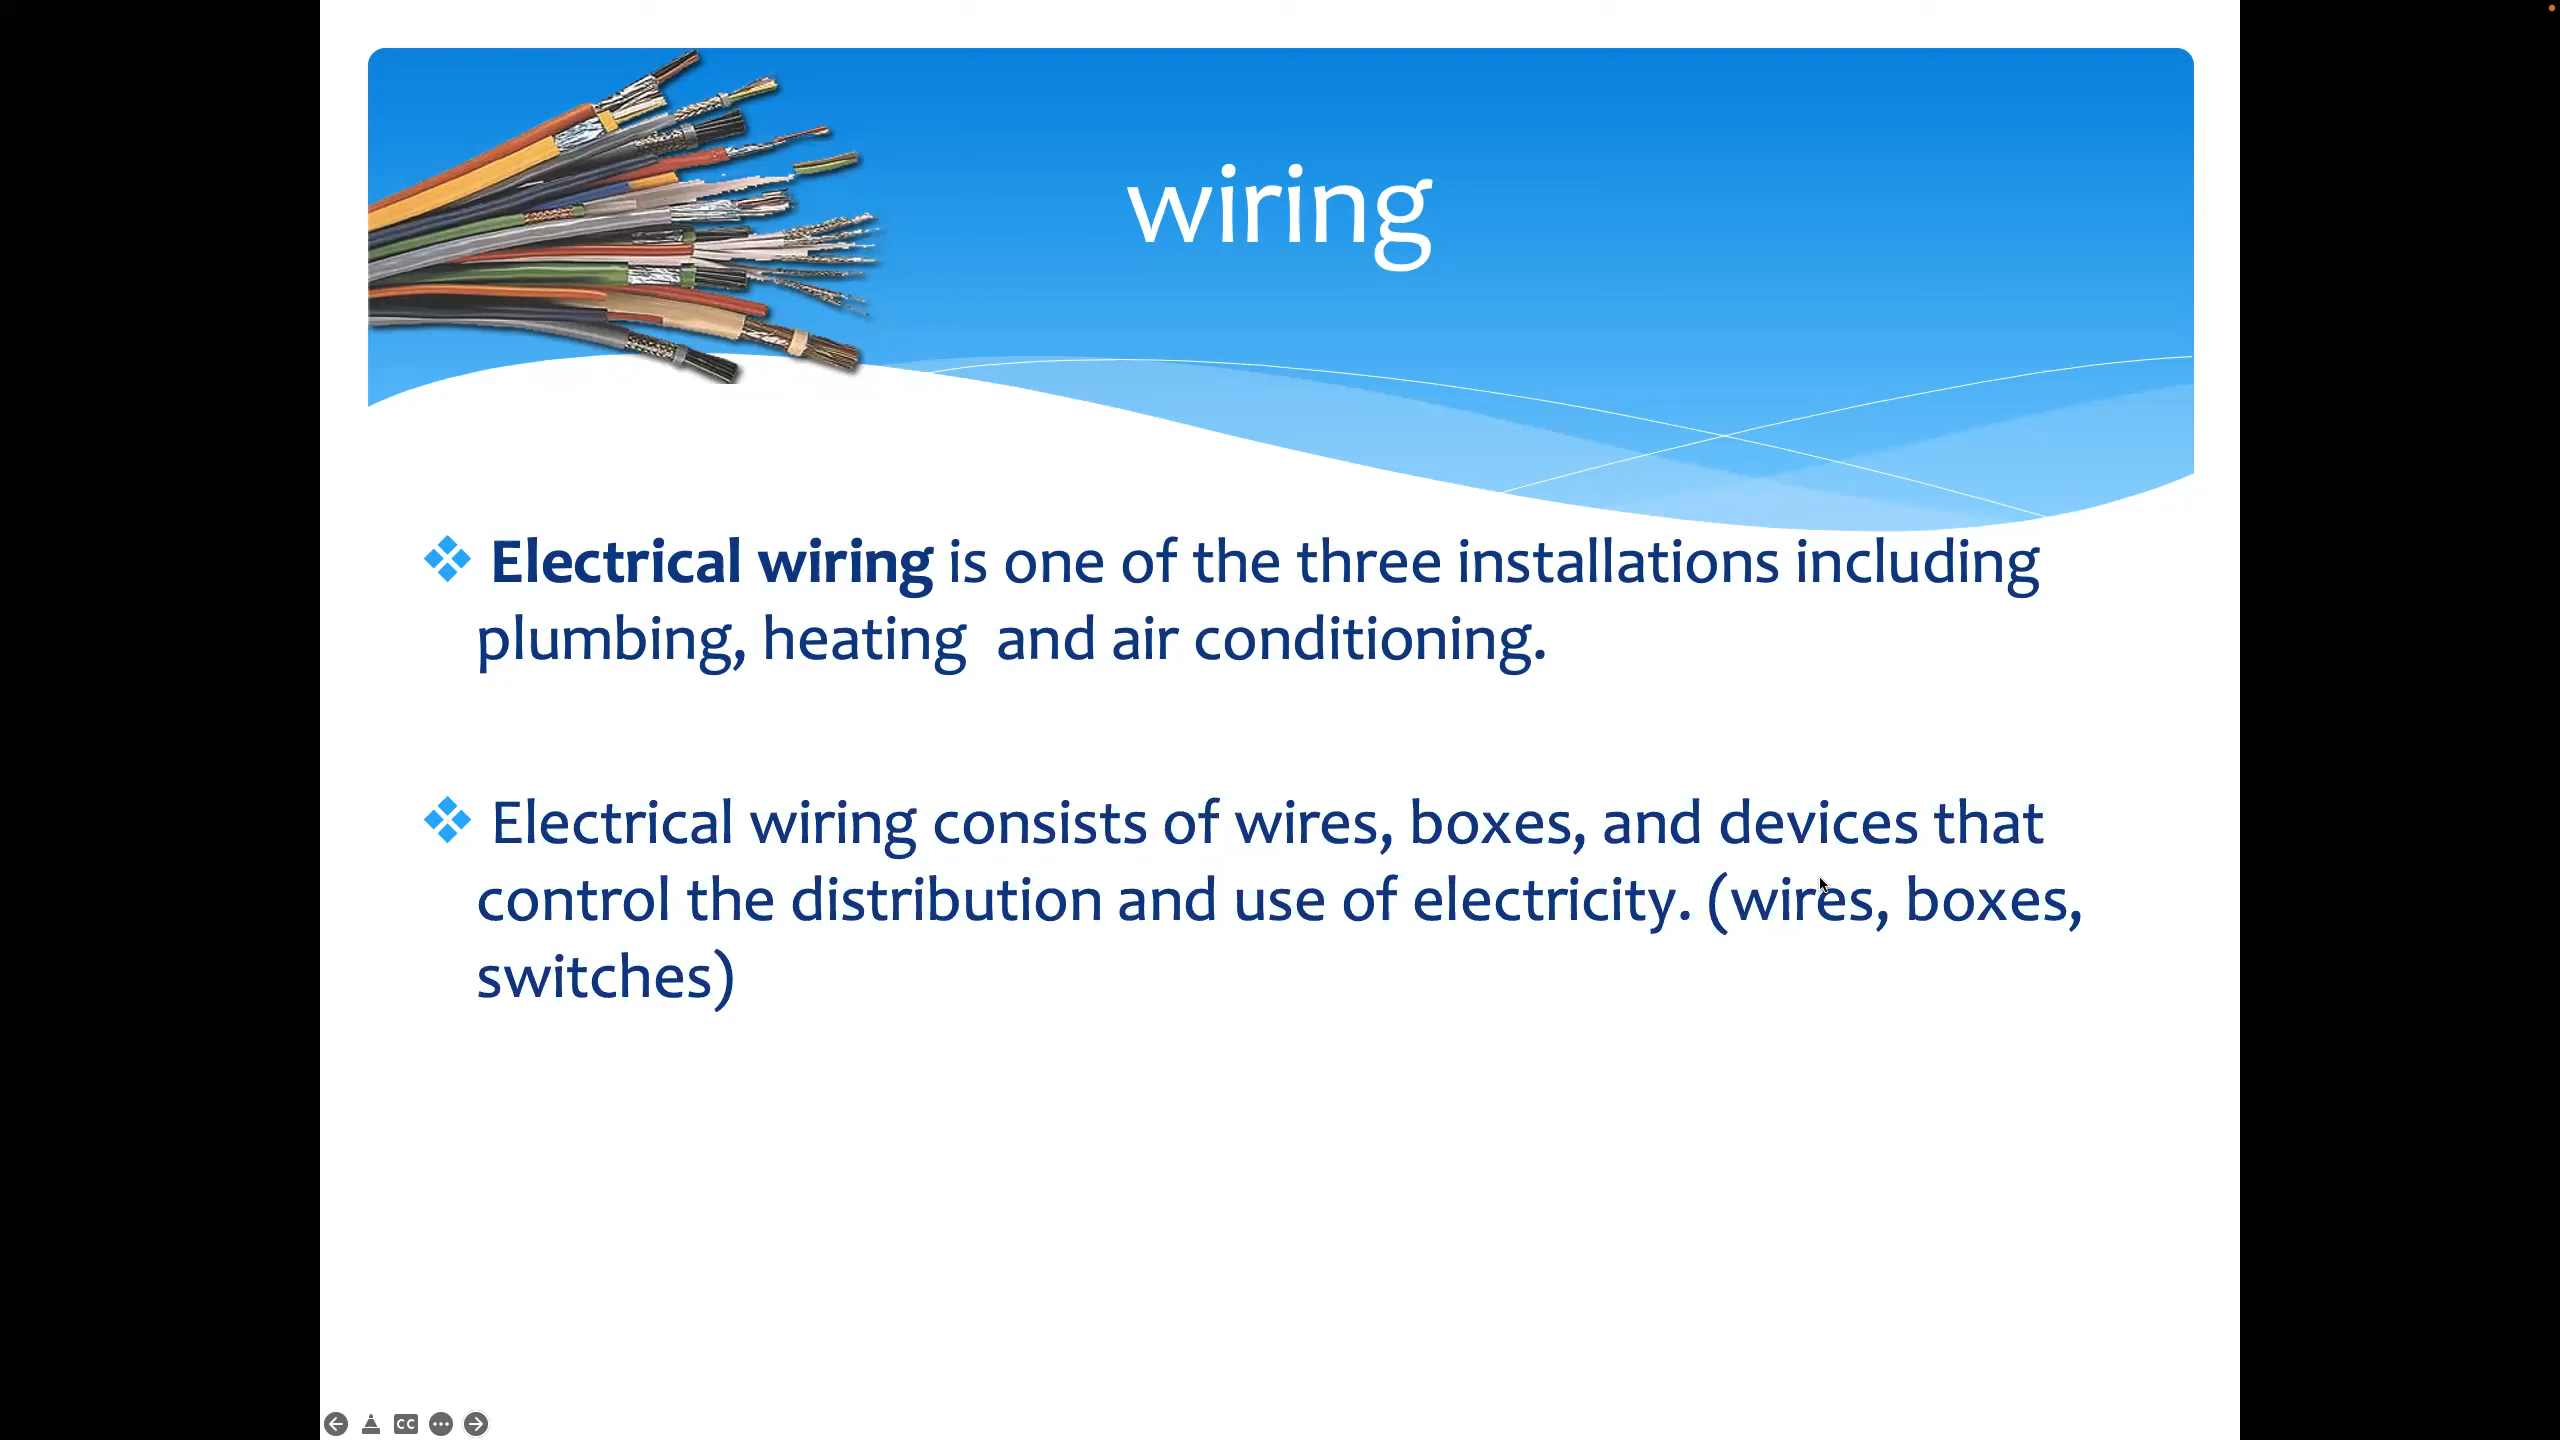 wiring
Electrical wiring is one of the three installations including
plumbing, heating  and air conditioning.
Electrical wiring consists of wires, boxes, and devices that
control the distribution and use of electricity. (wires, boxes,
switches)
CC